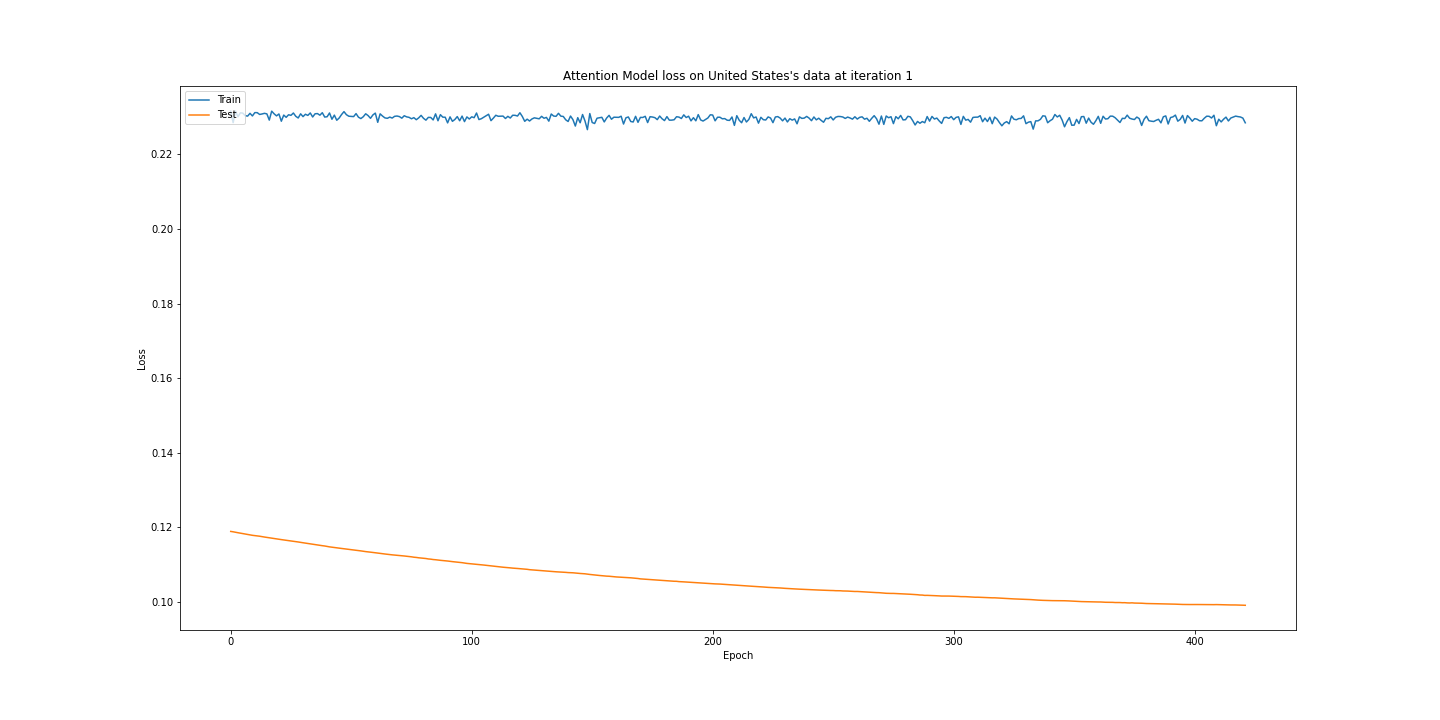 Attention Model loss on United States's data at iteration 1
Train
Test
0.22
0.20
0.18
0.16
0.14
0.12
0.10
Loss
0
100
200
300
400
Epoch